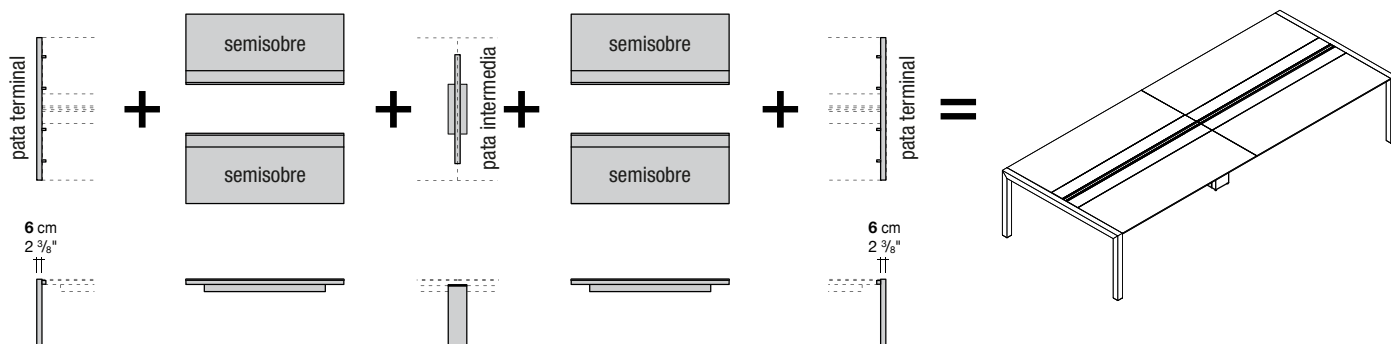 pata terminal
+
semisobre
semisobre
+
pata intermedia
+
semisobre
semisobre
+
pata terminal
=
6 cm
2 ³⁄₈"
6 cm
2 ³⁄₈"